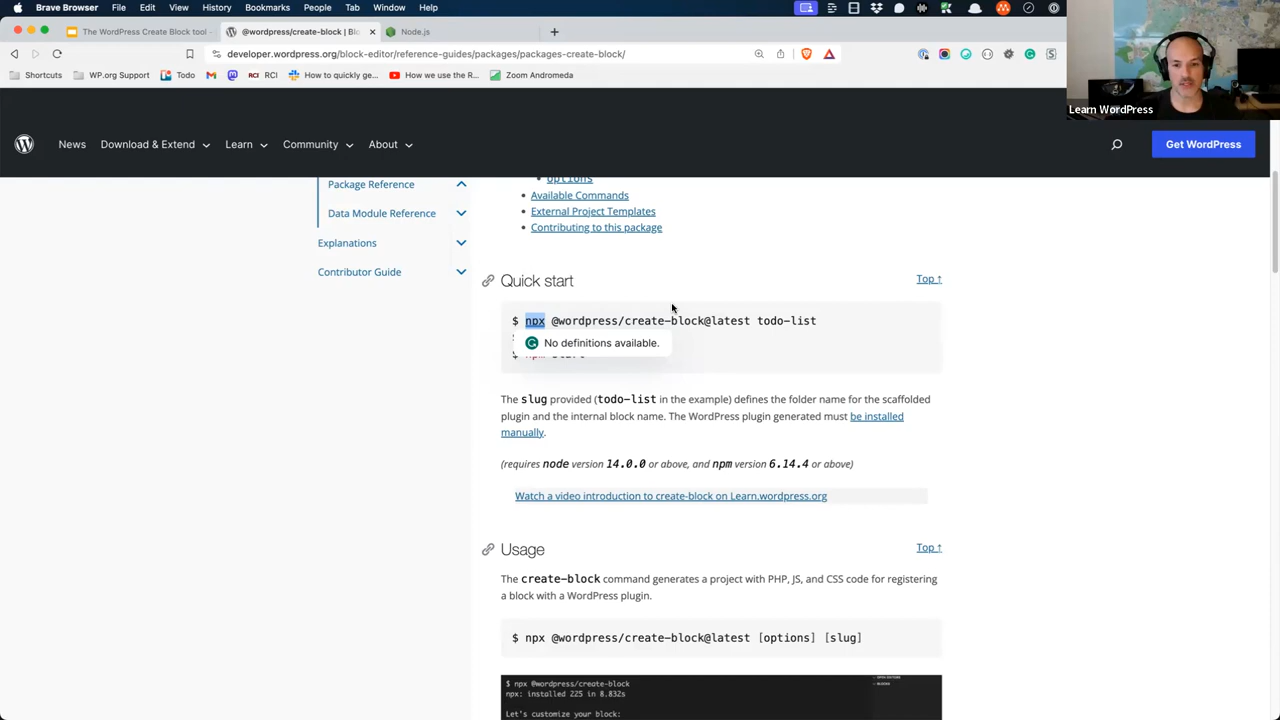 Brave Browser File Edit View History Bookmarks People Tab Window Help
The WordPress Create Block tool -
@wordpress/create-block | Blo
Node.js
developer.wordpress.org/block-editor/reference-guides/packages/packages-create-block/
Shortcuts WP.org Support Todo RCI How to quickly ge... How we use the R... Zoom Andromeda
Learn WordPress
News Download & Extend Learn Community About Get WordPress
options
Package Reference
Available Commands
Data Module Reference
External Project Templates
Contributing to this package
Explanations
Contributor Guide
Quick start
Top ↑
$ npx @wordpress/create-block@latest todo-list
No definitions available.
The slug provided (todo-list in the example) defines the folder name for the scaffolded
plugin and the internal block name. The WordPress plugin generated must be installed
manually.
(requires node version 14.0.0 or above, and npm version 6.14.4 or above)
Watch a video introduction to create-block on Learn.wordpress.org
Usage
Top ↑
The create-block command generates a project with PHP, JS, and CSS code for registering
a block with a WordPress plugin.
$ npx @wordpress/create-block@latest [options] [slug]
$ npx @wordpress/create-block
npx: installed 225 in 8.832s
Let's customize your block: